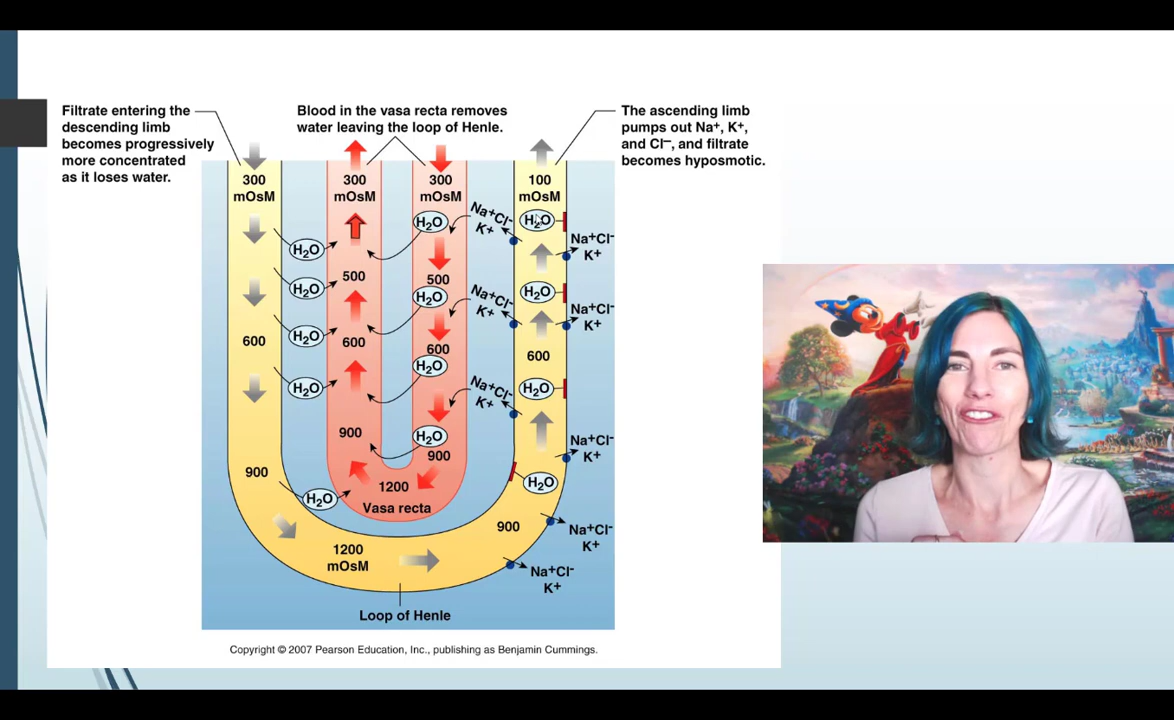 Filtrate entering the
descending limb
becomes progressively
more concentrated
as it loses water.
Blood in the vasa recta removes
water leaving the loop of Henle.
The ascending limb
pumps out Na⁺, K⁺,
and Cl⁻, and filtrate
becomes hyposmotic.
300
mOsM
300
mOsM
300
mOsM
100
mOsM
H₂O
H₂O
Na⁺Cl⁻
K⁺
Na⁺Cl⁻
K⁺
H₂O
500
500
H₂O
H₂O
H₂O
Na⁺Cl⁻
K⁺
Na⁺Cl⁻
K⁺
H₂O
600
600
600
600
H₂O
H₂O
Na⁺Cl⁻
K⁺
H₂O
900
H₂O
900
Na⁺Cl⁻
K⁺
900
1200
Vasa recta
H₂O
H₂O
900
Na⁺Cl⁻
K⁺
1200
mOsM
Na⁺Cl⁻
K⁺
Loop of Henle
Copyright © 2007 Pearson Education, Inc., publishing as Benjamin Cummings.